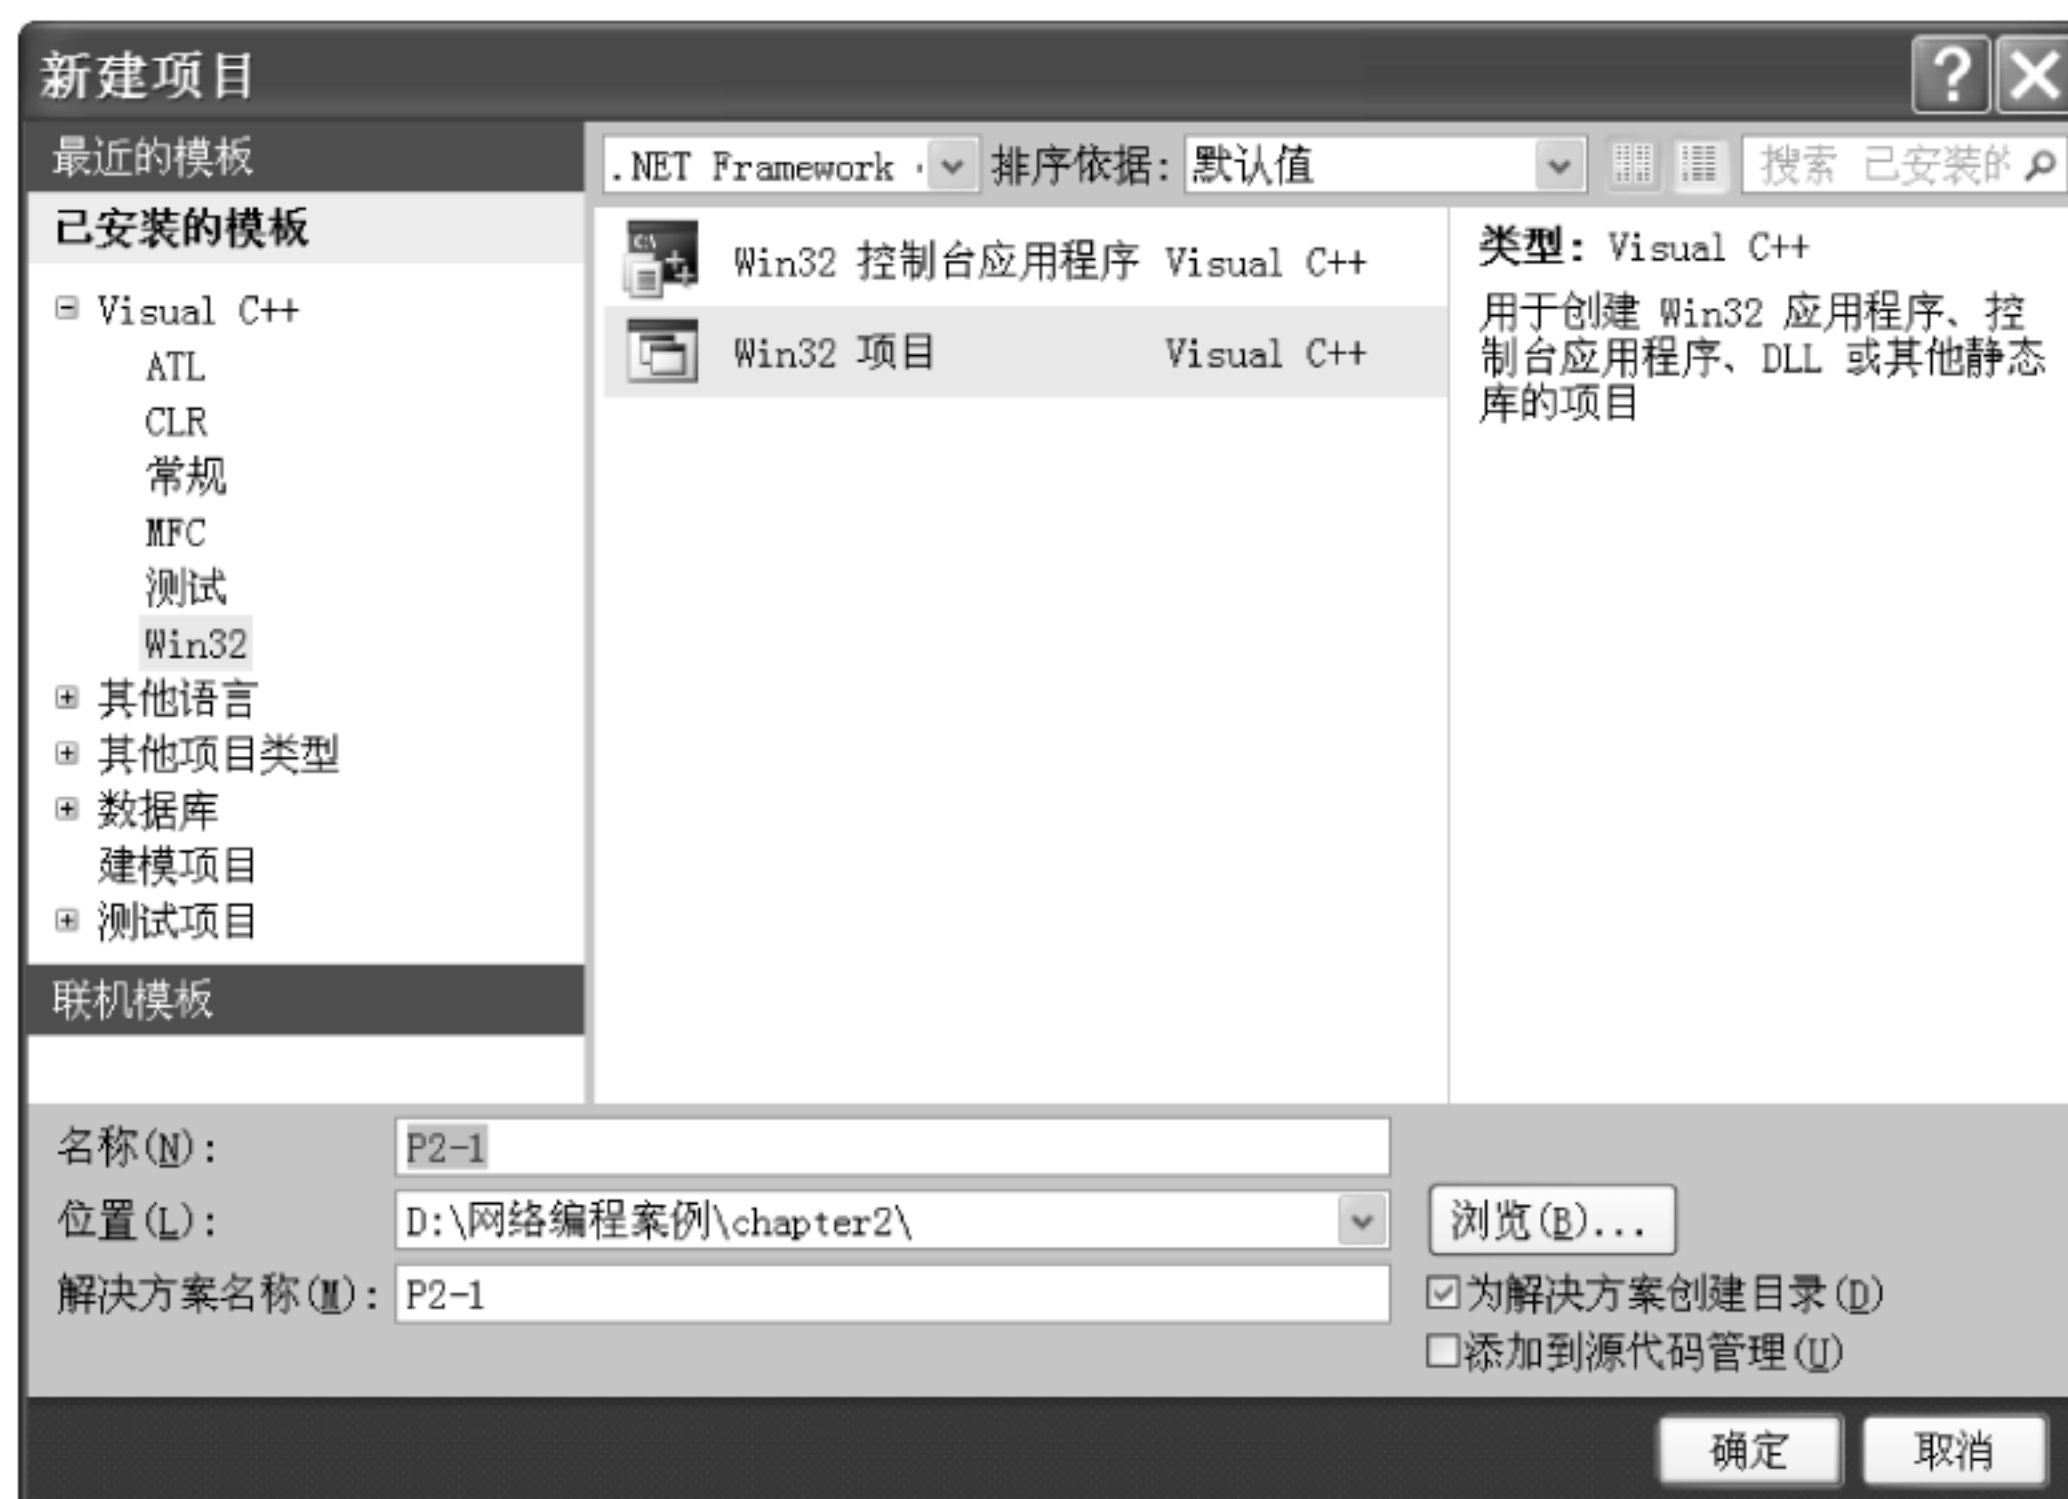 新建项目
最近的模板
.NET Framework
排序依据: 默认值
搜索 已安装的
已安装的模板
Visual C++
ATL
CLR
常规
MFC
测试
Win32
其他语言
其他项目类型
数据库
建模项目
测试项目
联机模板
Win32 控制台应用程序 Visual C++
Win32 项目 Visual C++
类型: Visual C++
用于创建 Win32 应用程序、控
制台应用程序、DLL 或其他静态
库的项目
名称(N): P2-1
位置(L): D:\网络编程案例\chapter2\
浏览(B)...
解决方案名称(M): P2-1
为解决方案创建目录(D)
添加到源代码管理(U)
确定
取消